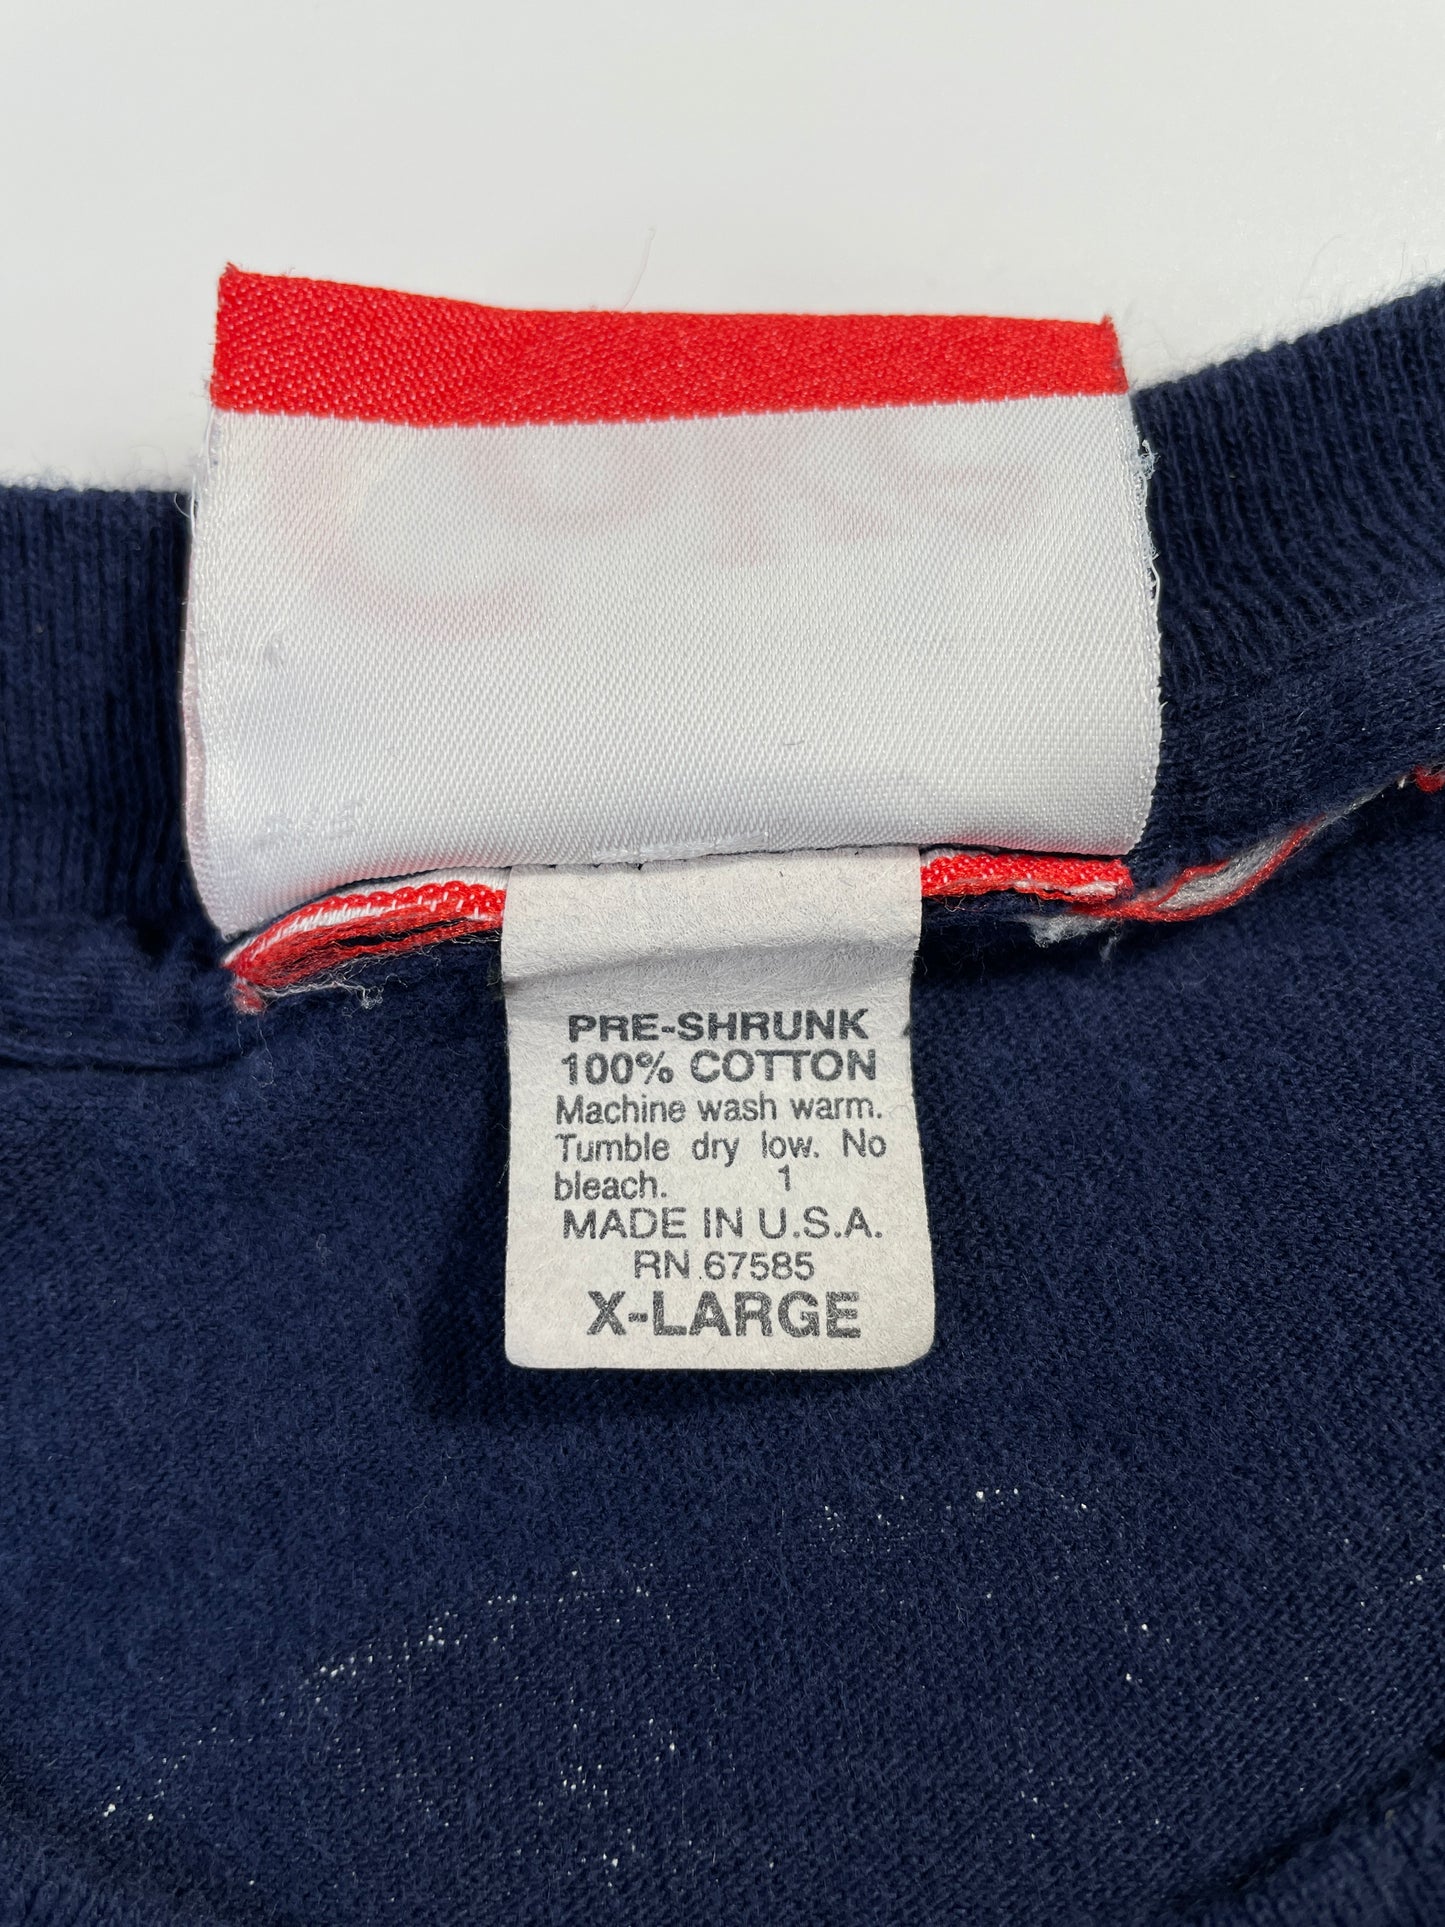 PRE-SHRUNK
100% COTTON
Machine wash warm.
Tumble dry low. No
bleach. 1
MADE IN U.S.A.
RN 67585
X-LARGE